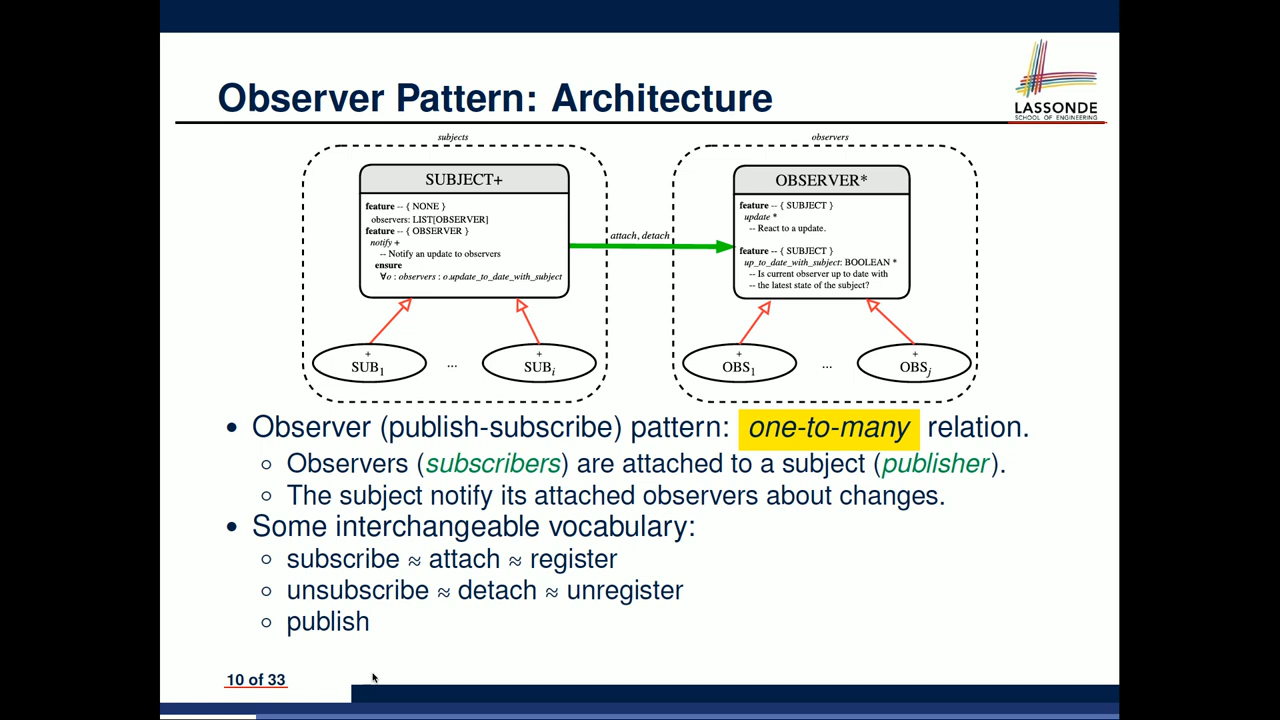 Observer Pattern: Architecture
LASSONDE
SCHOOL OF ENGINEERING
subjects
SUBJECT+
feature -- { NONE }
observers: LIST[OBSERVER]
feature -- { OBSERVER }
notify +
-- Notify an update to observers
ensure
∀o : observers : o.update_to_date_with_subject
+
SUB1
...
+
SUBi
attach, detach
observers
OBSERVER*
feature -- { SUBJECT }
update *
-- React to a update.
feature -- { SUBJECT }
up_to_date_with_subject: BOOLEAN *
-- Is current observer up to date with
-- the latest state of the subject?
+
OBS1
...
+
OBSj
• Observer (publish-subscribe) pattern: one-to-many relation.
○ Observers (subscribers) are attached to a subject (publisher).
○ The subject notify its attached observers about changes.
• Some interchangeable vocabulary:
○ subscribe ≈ attach ≈ register
○ unsubscribe ≈ detach ≈ unregister
○ publish
10 of 33